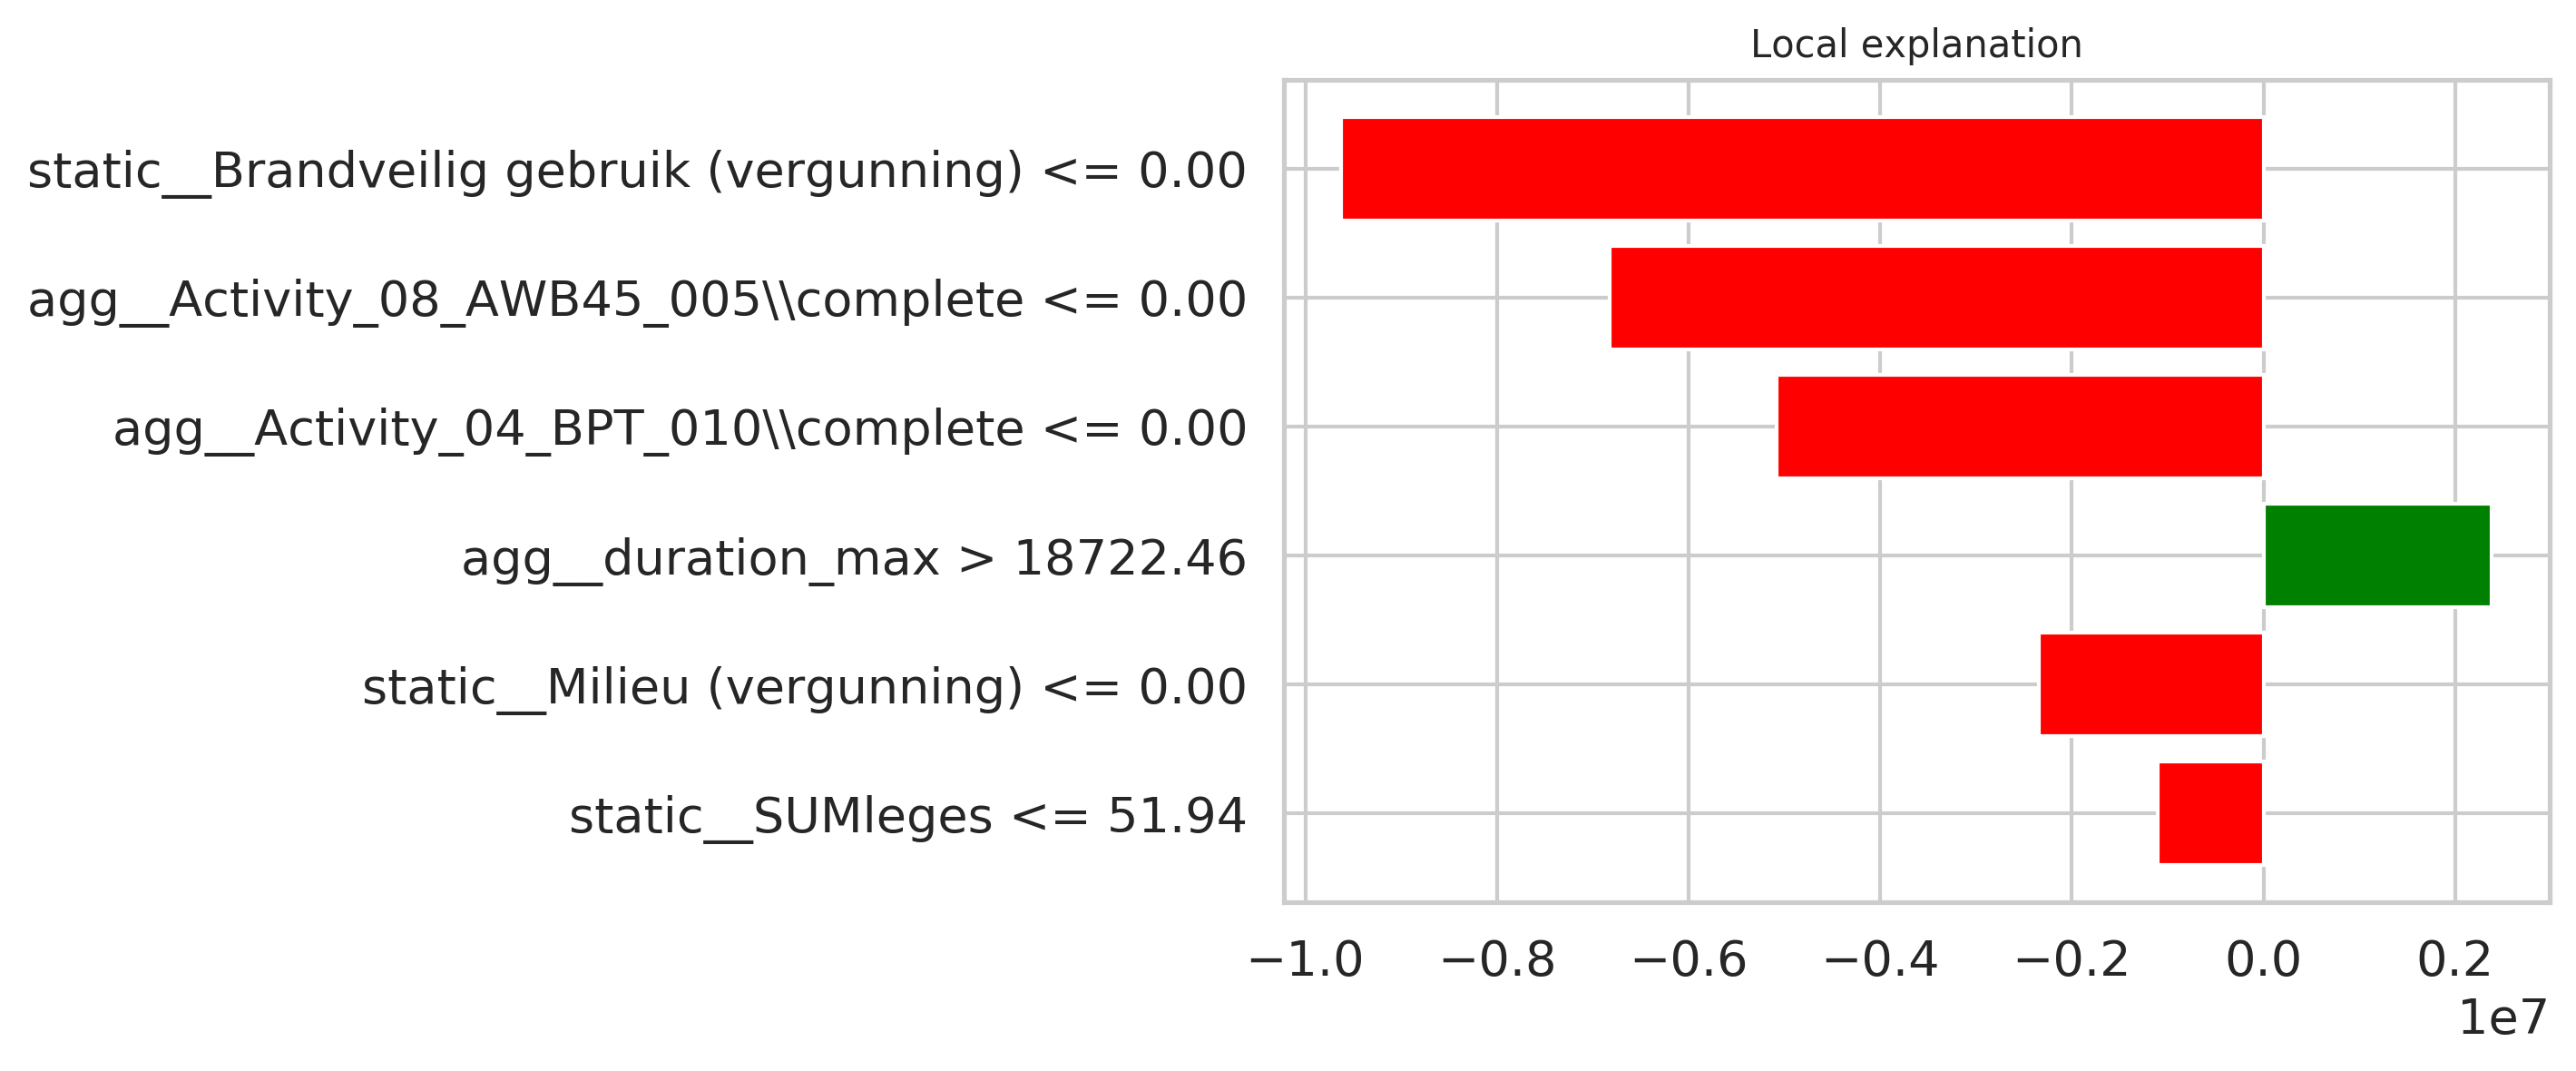 Local explanation
static__Brandveilig gebruik (vergunning) <= 0.00
agg__Activity_08_AWB45_005\\complete <= 0.00
agg__Activity_04_BPT_010\\complete <= 0.00
agg__duration_max > 18722.46
static__Milieu (vergunning) <= 0.00
static__SUMleges <= 51.94
−1.0 −0.8 −0.6 −0.4 −0.2 0.0 0.2
1e7